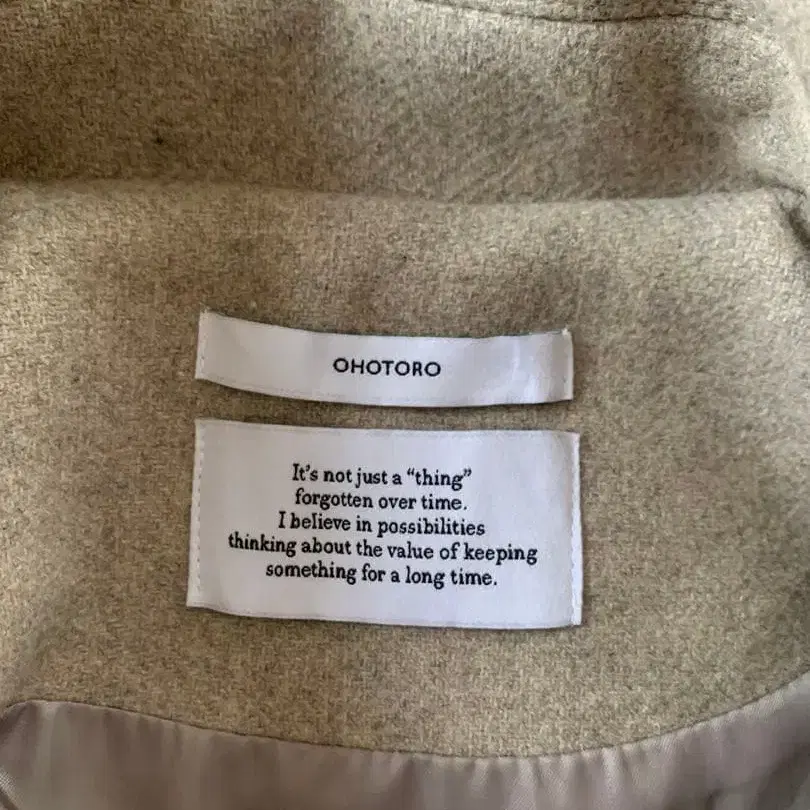 OHOTORO
It's not just a “thing”
forgotten over time.
I believe in possibilities
thinking about the value of keeping
something for a long time.